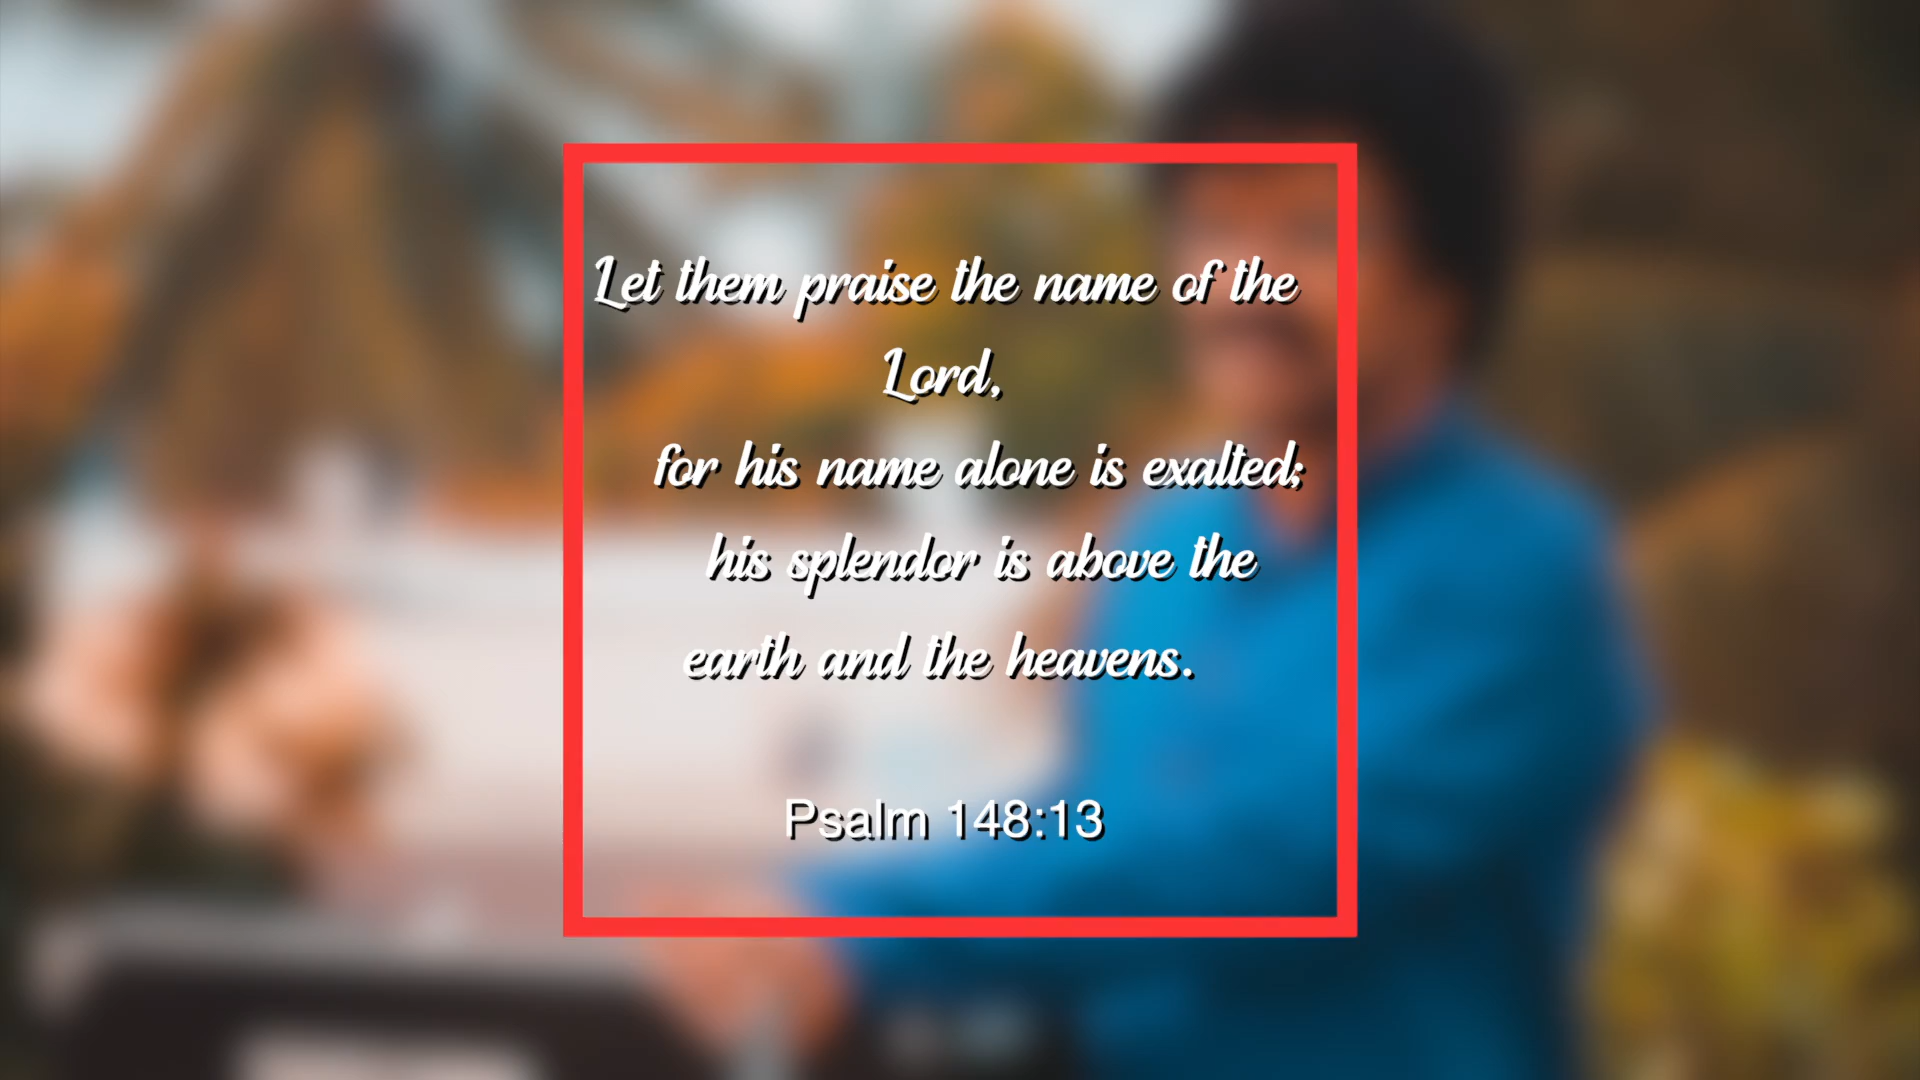 Let them praise the name of the
Lord,
for his name alone is exalted;
his splendor is above the
earth and the heavens.
Psalm 148:13